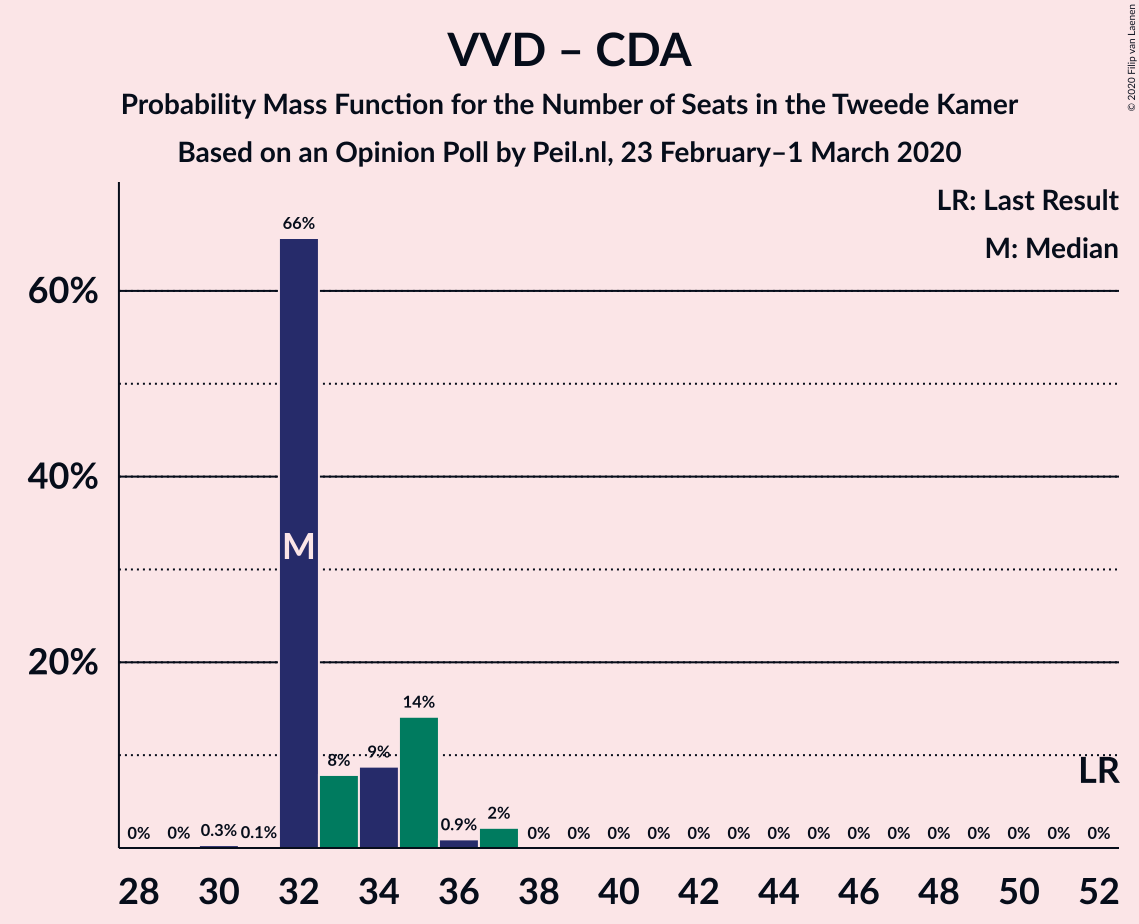 VVD – CDA
Probability Mass Function for the Number of Seats in the Tweede Kamer
Based on an Opinion Poll by Peil.nl, 23 February–1 March 2020
© 2020 Filip van Laenen
LR: Last Result
M: Median
60%
40%
20%
0% 0% 0.3% 0.1% 66% 8% 9% 14% 0.9% 2% 0% 0% 0% 0% 0% 0% 0% 0% 0% 0% 0% 0% 0% 0% 0%
M
LR
28 30 32 34 36 38 40 42 44 46 48 50 52